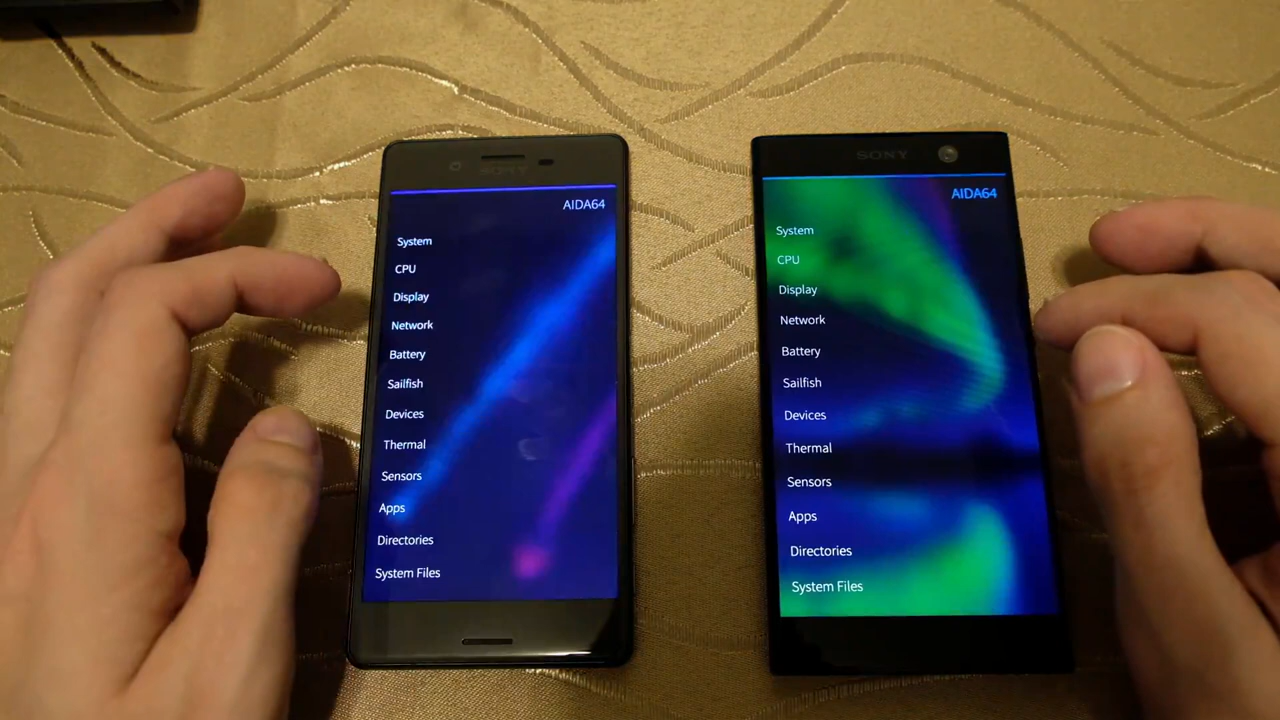 SONY
AIDA64
System
CPU
Display
Network
Battery
Sailfish
Devices
Thermal
Sensors
Apps
Directories
System Files
SONY
AIDA64
System
CPU
Display
Network
Battery
Sailfish
Devices
Thermal
Sensors
Apps
Directories
System Files